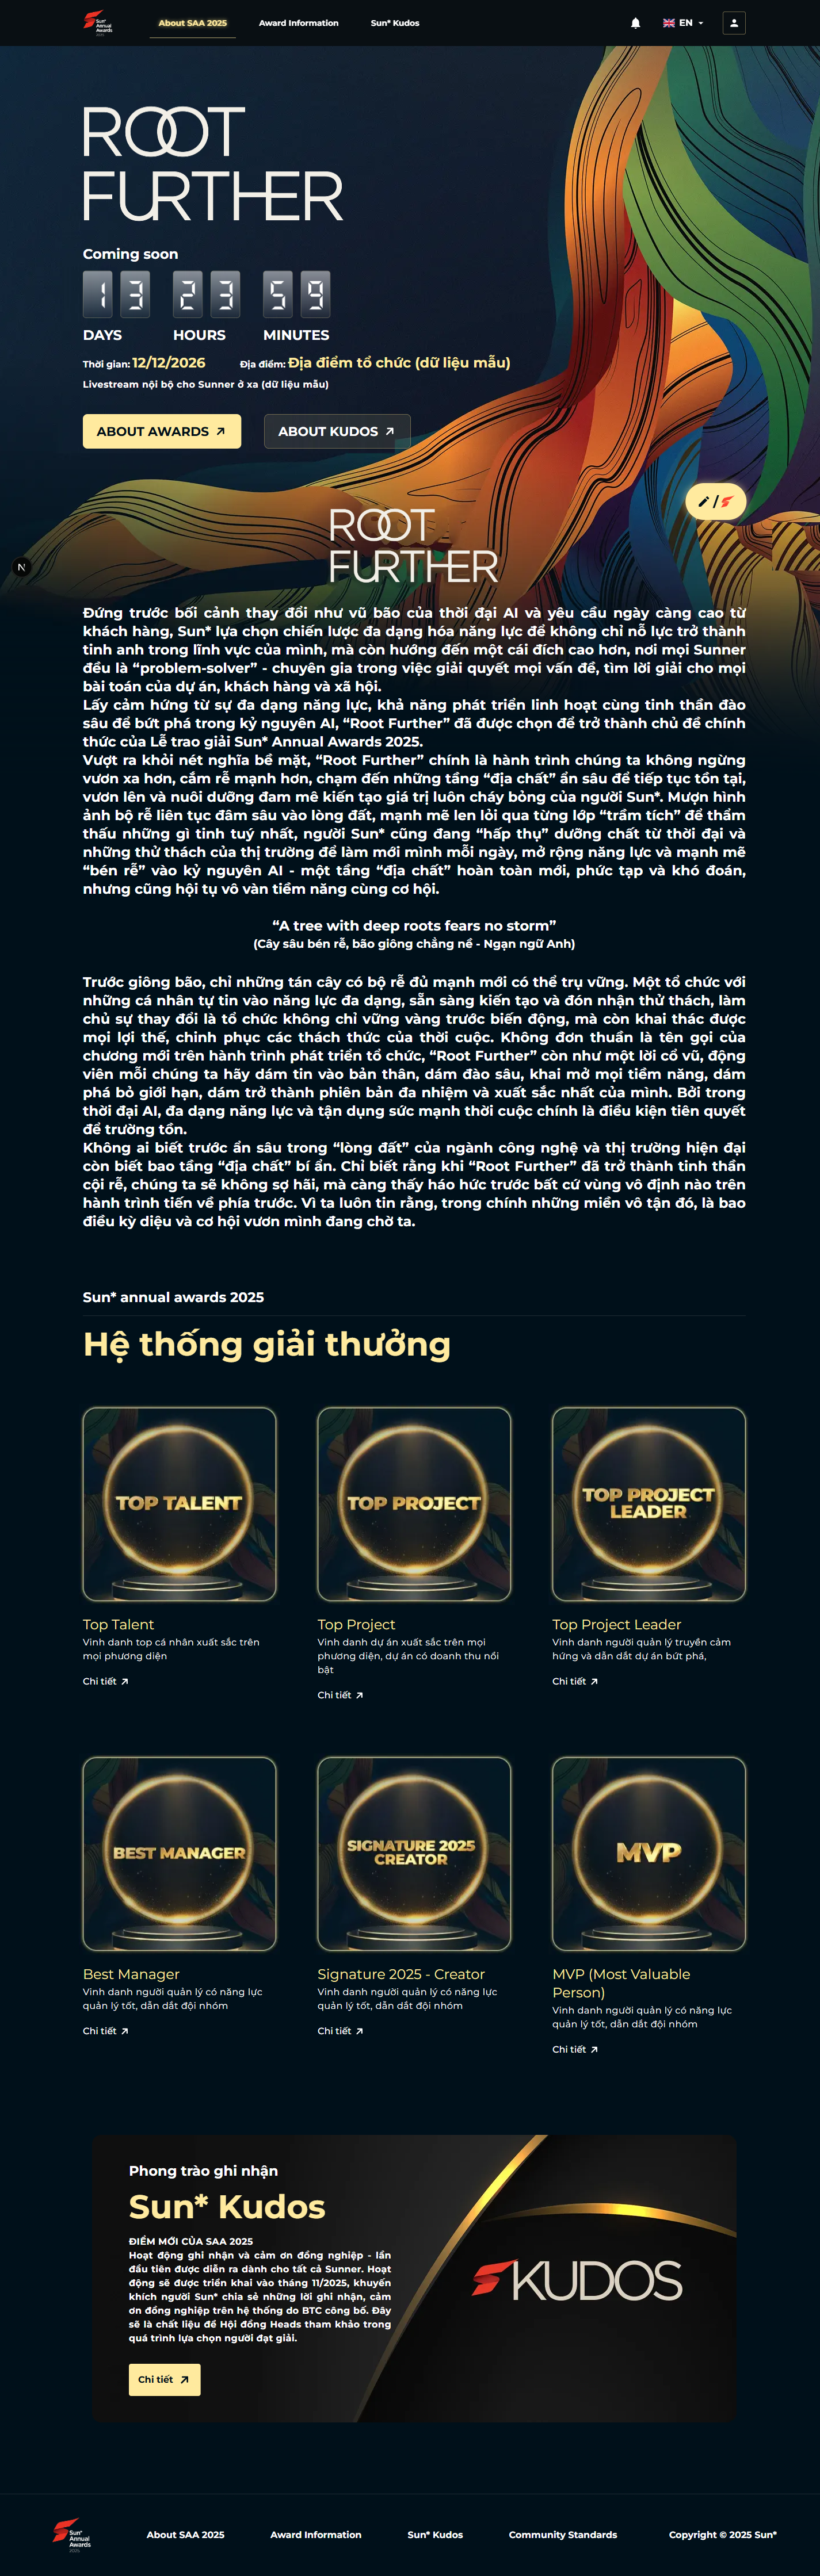 Sun*
Annual
Awards
2025
About SAA 2025
Award Information
Sun* Kudos
EN
ROOT
FURTHER
Coming soon
13 23 59
DAYS HOURS MINUTES
Thời gian: 12/12/2026 Địa điểm: Địa điểm tổ chức (dữ liệu mẫu)
Livestream nội bộ cho Sunner ở xa (dữ liệu mẫu)
ABOUT AWARDS
ABOUT KUDOS
/
N
ROOT
FURTHER
Đứng trước bối cảnh thay đổi như vũ bão của thời đại AI và yêu cầu ngày càng cao từ
khách hàng, Sun* lựa chọn chiến lược đa dạng hóa năng lực để không chỉ nỗ lực trở thành
tinh anh trong lĩnh vực của mình, mà còn hướng đến một cái đích cao hơn, nơi mọi Sunner
đều là “problem-solver” - chuyên gia trong việc giải quyết mọi vấn đề, tìm lời giải cho mọi
bài toán của dự án, khách hàng và xã hội.
Lấy cảm hứng từ sự đa dạng năng lực, khả năng phát triển linh hoạt cùng tinh thần đào
sâu để bứt phá trong kỷ nguyên AI, “Root Further” đã được chọn để trở thành chủ đề chính
thức của Lễ trao giải Sun* Annual Awards 2025.
Vượt ra khỏi nét nghĩa bề mặt, “Root Further” chính là hành trình chúng ta không ngừng
vươn xa hơn, cắm rễ mạnh hơn, chạm đến những tầng “địa chất” ẩn sâu để tiếp tục tồn tại,
vươn lên và nuôi dưỡng đam mê kiến tạo giá trị luôn cháy bỏng của người Sun*. Mượn hình
ảnh bộ rễ liên tục đâm sâu vào lòng đất, mạnh mẽ len lỏi qua từng lớp “trầm tích” để thẩm
thấu những gì tinh tuý nhất, người Sun* cũng đang “hấp thụ” dưỡng chất từ thời đại và
những thử thách của thị trường để làm mới mình mỗi ngày, mở rộng năng lực và mạnh mẽ
“bén rễ” vào kỷ nguyên AI - một tầng “địa chất” hoàn toàn mới, phức tạp và khó đoán,
nhưng cũng hội tụ vô vàn tiềm năng cùng cơ hội.
“A tree with deep roots fears no storm”
(Cây sâu bén rễ, bão giông chẳng nề - Ngạn ngữ Anh)
Trước giông bão, chỉ những tán cây có bộ rễ đủ mạnh mới có thể trụ vững. Một tổ chức với
những cá nhân tự tin vào năng lực đa dạng, sẵn sàng kiến tạo và đón nhận thử thách, làm
chủ sự thay đổi là tổ chức không chỉ vững vàng trước biến động, mà còn khai thác được
mọi lợi thế, chinh phục các thách thức của thời cuộc. Không đơn thuần là tên gọi của
chương mới trên hành trình phát triển tổ chức, “Root Further” còn như một lời cổ vũ, động
viên mỗi chúng ta hãy dám tin vào bản thân, dám đào sâu, khai mở mọi tiềm năng, dám
phá bỏ giới hạn, dám trở thành phiên bản đa nhiệm và xuất sắc nhất của mình. Bởi trong
thời đại AI, đa dạng năng lực và tận dụng sức mạnh thời cuộc chính là điều kiện tiên quyết
để trường tồn.
Không ai biết trước ẩn sâu trong “lòng đất” của ngành công nghệ và thị trường hiện đại
còn biết bao tầng “địa chất” bí ẩn. Chỉ biết rằng khi “Root Further” đã trở thành tinh thần
cội rễ, chúng ta sẽ không sợ hãi, mà càng thấy háo hức trước bất cứ vùng vô định nào trên
hành trình tiến về phía trước. Vì ta luôn tin rằng, trong chính những miền vô tận đó, là bao
điều kỳ diệu và cơ hội vươn mình đang chờ ta.
Sun* annual awards 2025
Hệ thống giải thưởng
TOP TALENT
Top Talent
Vinh danh top cá nhân xuất sắc trên
mọi phương diện
Chi tiết
TOP PROJECT
Top Project
Vinh danh dự án xuất sắc trên mọi
phương diện, dự án có doanh thu nổi
bật
Chi tiết
TOP PROJECT
LEADER
Top Project Leader
Vinh danh người quản lý truyền cảm
hứng và dẫn dắt dự án bứt phá,
Chi tiết
BEST MANAGER
Best Manager
Vinh danh người quản lý có năng lực
quản lý tốt, dẫn dắt đội nhóm
Chi tiết
SIGNATURE 2025
CREATOR
Signature 2025 - Creator
Vinh danh người quản lý có năng lực
quản lý tốt, dẫn dắt đội nhóm
Chi tiết
MVP
MVP (Most Valuable
Person)
Vinh danh người quản lý có năng lực
quản lý tốt, dẫn dắt đội nhóm
Chi tiết
Phong trào ghi nhận
Sun* Kudos
ĐIỂM MỚI CỦA SAA 2025
Hoạt động ghi nhận và cảm ơn đồng nghiệp - lần
đầu tiên được diễn ra dành cho tất cả Sunner. Hoạt
động sẽ được triển khai vào tháng 11/2025, khuyến
khích người Sun* chia sẻ những lời ghi nhận, cảm
ơn đồng nghiệp trên hệ thống do BTC công bố. Đây
sẽ là chất liệu để Hội đồng Heads tham khảo trong
quá trình lựa chọn người đạt giải.
Chi tiết
KUDOS
Sun*
Annual
Awards
2025
About SAA 2025
Award Information
Sun* Kudos
Community Standards
Copyright © 2025 Sun*